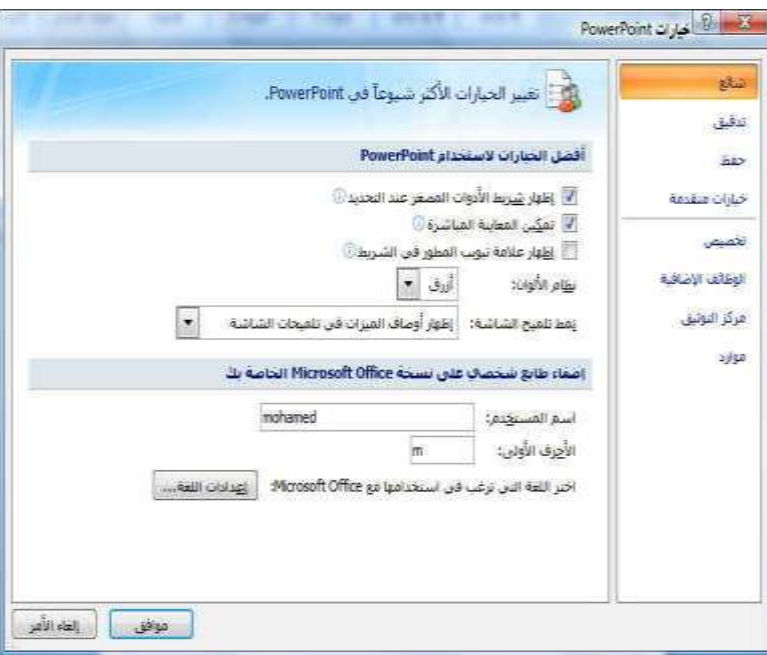 خيارات PowerPoint
شائع
تدقيق
حفظ
خيارات متقدمة
تخصيص
الوظائف الإضافية
مركز التوثيق
موارد
تغيير الخيارات الأكثر شيوعاً في PowerPoint.
أفضل الخيارات لاستخدام PowerPoint
إظهار شريط الأدوات المصغر عند التحديد
تمكين المعاينة المباشرة
إظهار علامة تبويب المطور في الشريط
نظام الألوان: أزرق
نمط تلميح الشاشة: إظهار أوصاف الميزات في تلميحات الشاشة
إضفاء طابع شخصي على نسخة Microsoft Office الخاصة بك
اسم المستخدم: mohamed
الأحرف الأولى: m
اختر اللغة التي ترغب في استخدامها مع Microsoft Office: إعدادات اللغة...
موافق إلغاء الأمر